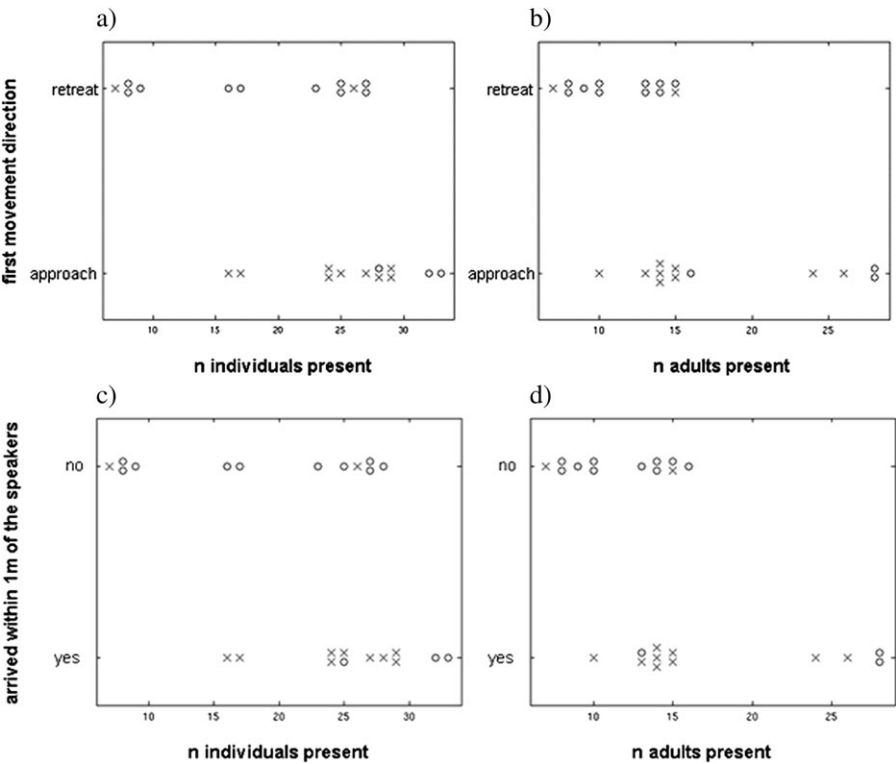 a)
first movement direction
retreat
approach
10 15 20 25 30
n individuals present
b)
retreat
approach
10 15 20 25
n adults present
c)
arrived within 1m of the speakers
no
yes
10 15 20 25 30
n individuals present
d)
no
yes
10 15 20 25
n adults present